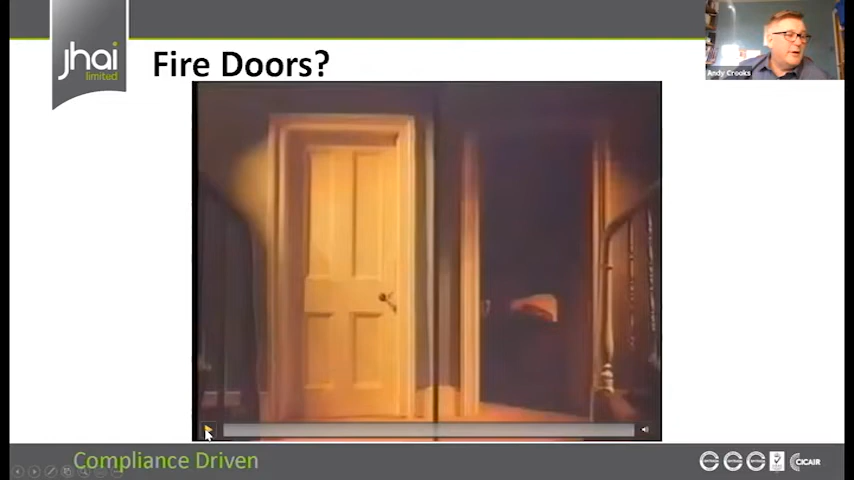 jhai
limited
Fire Doors?
Andy Crooks
Compliance Driven
CICAIR